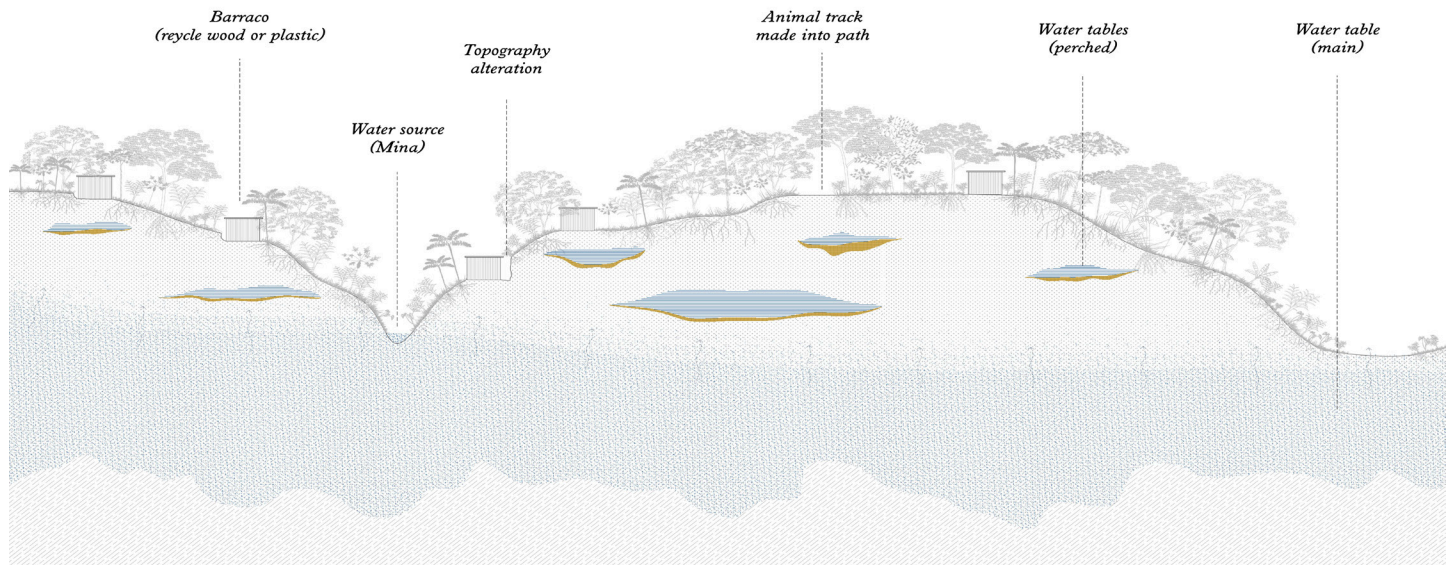 Barraco
(reycle wood or plastic)
Water source
(Mina)
Topography
alteration
Animal track
made into path
Water tables
(perched)
Water table
(main)